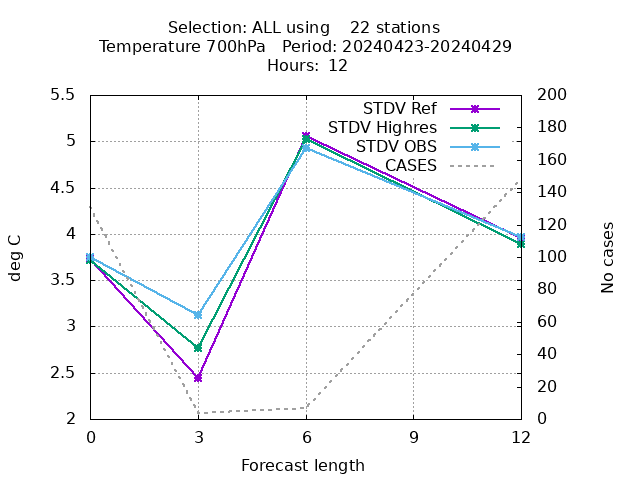 Selection: ALL using    22 stations
Temperature 700hPa   Period: 20240423-20240429
Hours:  12
5.5
5
4.5
4
3.5
3
2.5
2
deg C
STDV Ref
STDV Highres
STDV OBS
CASES
200
180
160
140
120
100
80
60
40
20
0
No cases
0
3
6
9
12
Forecast length